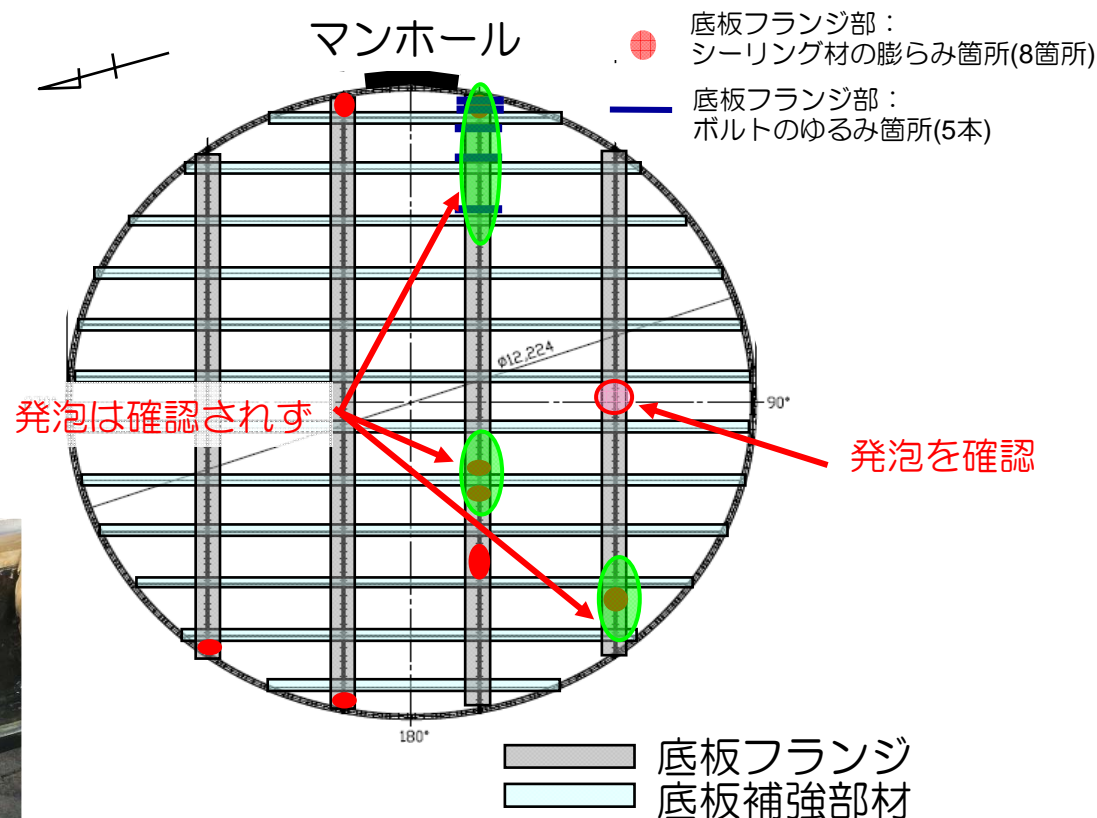 マンホール
底板フランジ部：
シーリング材の膨らみ箇所(8箇所)
底板フランジ部：
ボルトのゆるみ箇所(5本)
φ12,224
発泡は確認されず
90°
発泡を確認
180°
底板フランジ
底板補強部材